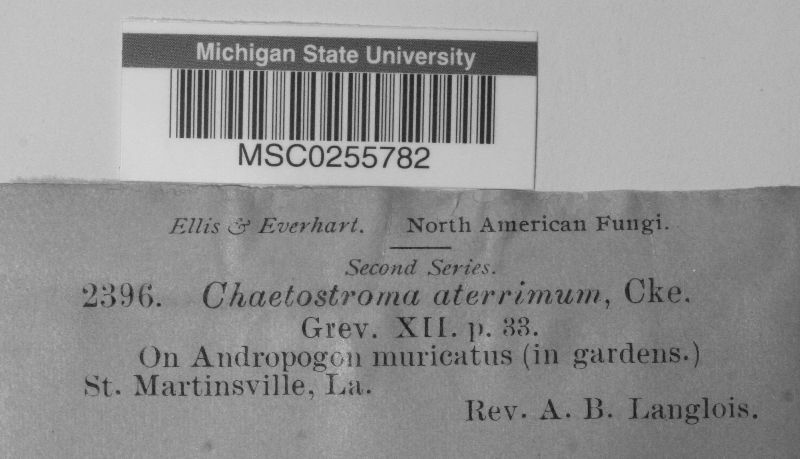 Michigan State University
MSC0255782
Ellis & Everhart. North American Fungi.
Second Series.
2396. Chaetostroma aterrimum, Cke.
Grev. XII. p. 33.
On Andropogon muricatus (in gardens.)
St. Martinsville, La.
Rev. A. B. Langlois.